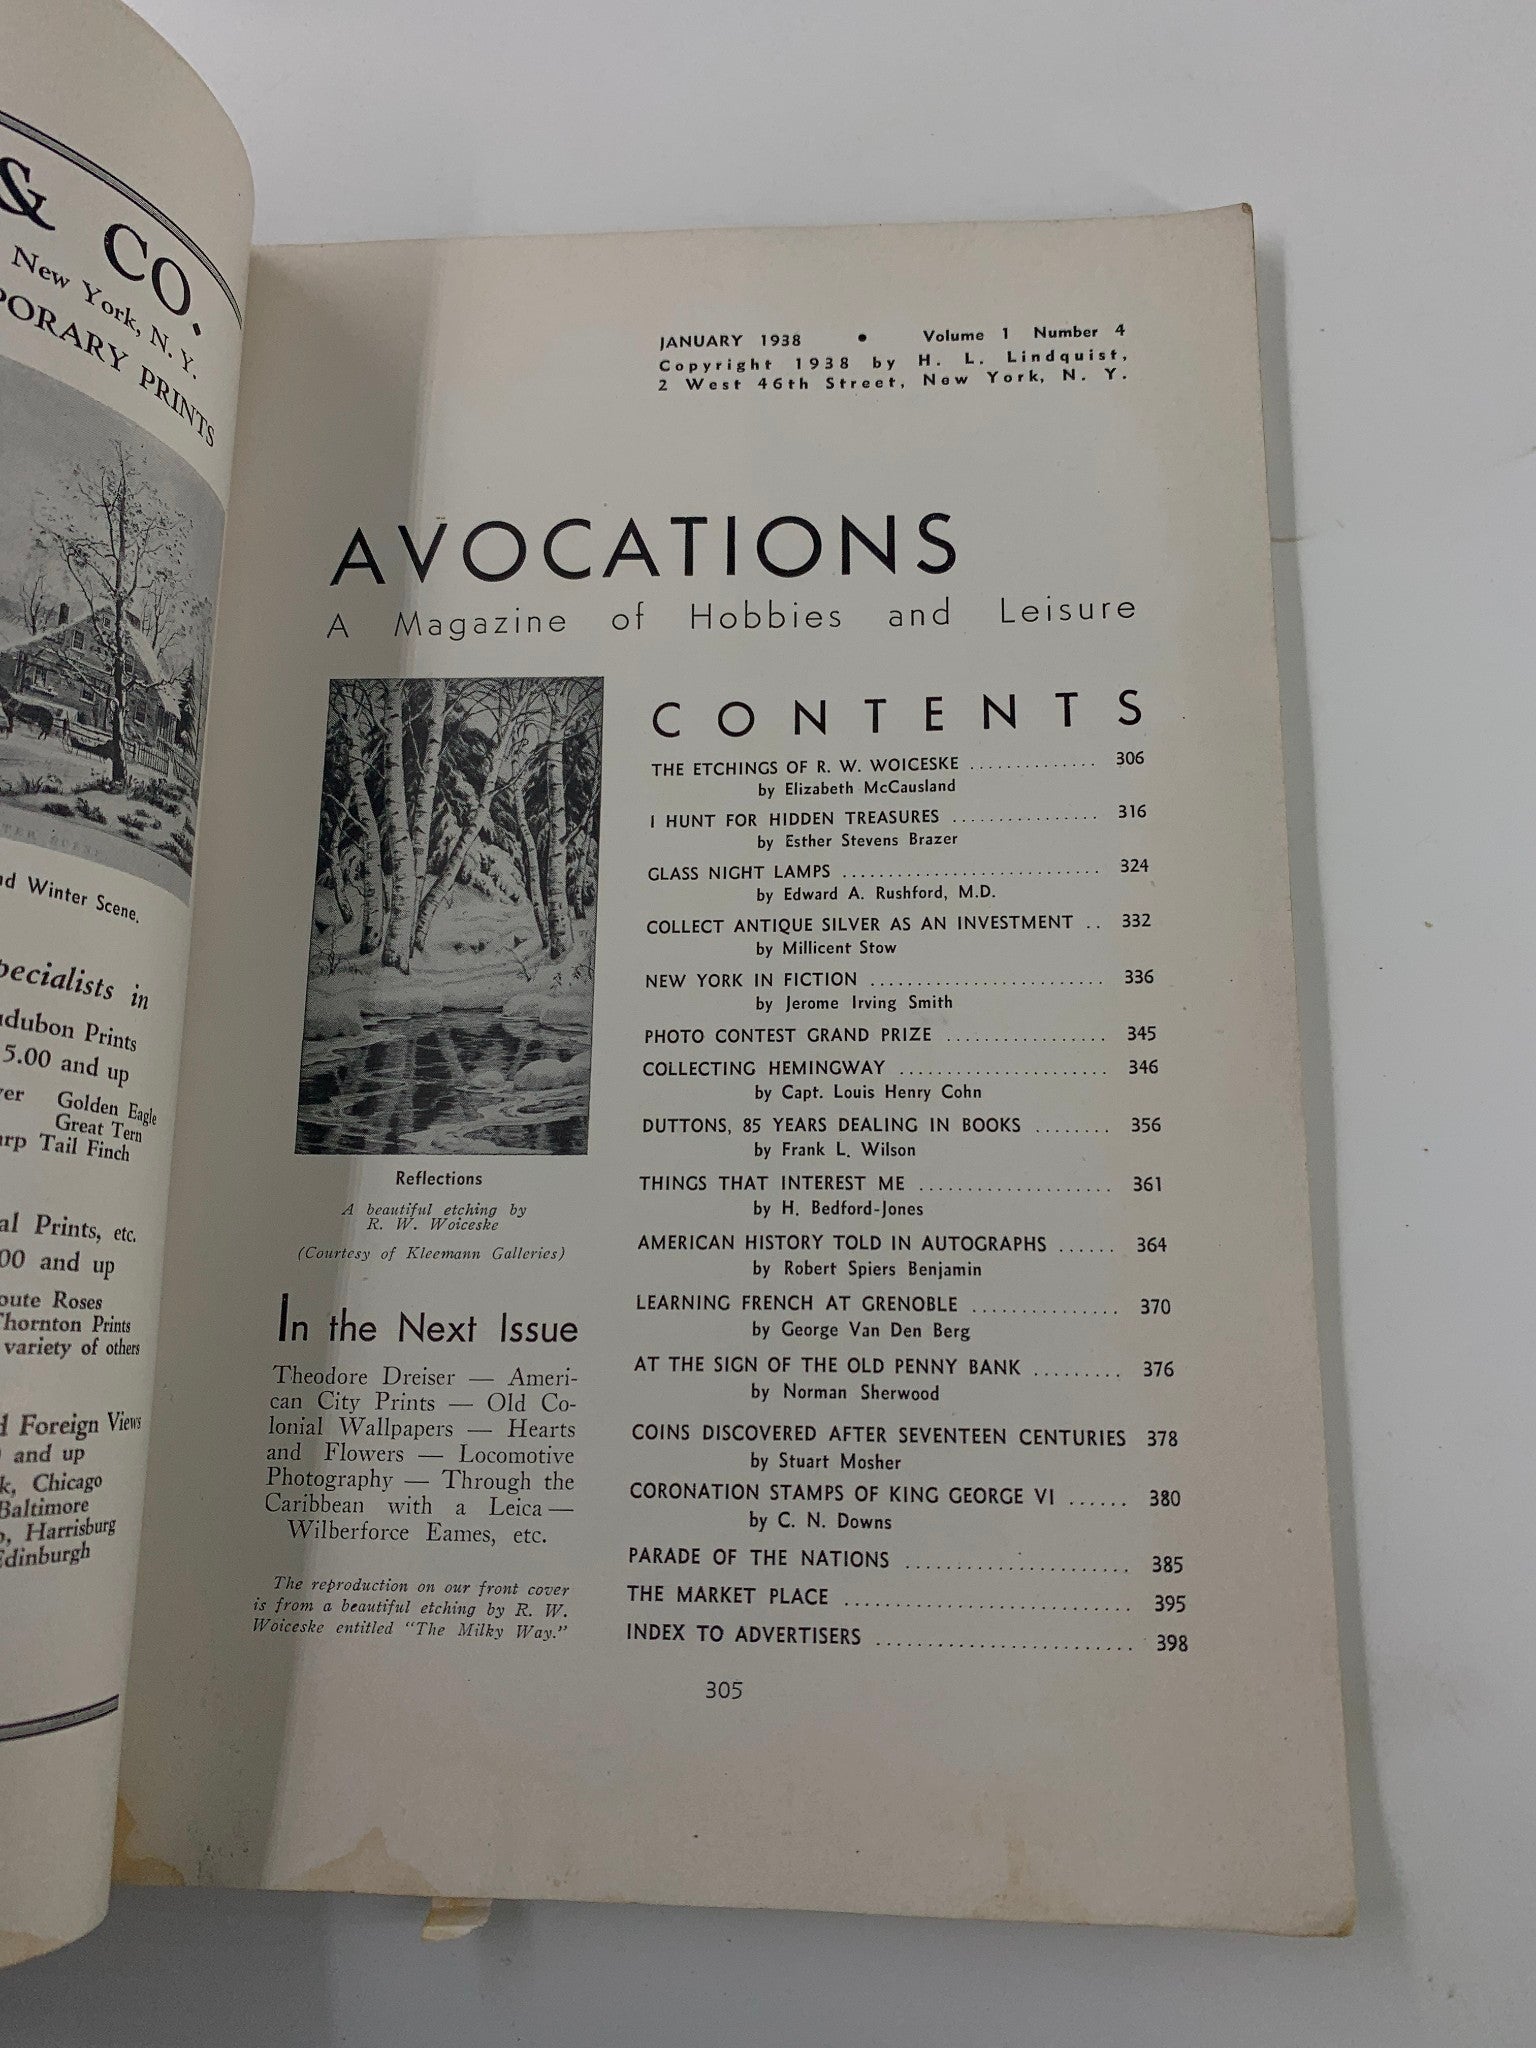 & CO.
New York, N. Y.
PORARY PRINTS
Winter Scene.
in
Prints
5.00 and up
Golden Eagle
Great Tern
Tail Finch
Prints, etc.
00 and up
Roses
Thornton Prints
variety of others
Foreign Views
and up
Chicago
Baltimore
Harrisburg
Edinburgh
JANUARY 1938 • Volume 1 Number 4
Copyright 1938 by H. L. Lindquist,
2 West 46th Street, New York, N. Y.
AVOCATIONS
A Magazine of Hobbies and Leisure
Reflections
A beautiful etching by
R. W. Woiceske
(Courtesy of Kleemann Galleries)
In the Next Issue
Theodore Dreiser — Ameri-
can City Prints — Old Co-
lonial Wallpapers — Hearts
and Flowers — Locomotive
Photography — Through the
Caribbean with a Leica —
Wilberforce Eames, etc.
The reproduction on our front cover
is from a beautiful etching by R. W.
Woiceske entitled "The Milky Way."
CONTENTS
THE ETCHINGS OF R. W. WOICESKE .............. 306
by Elizabeth McCausland
I HUNT FOR HIDDEN TREASURES ................ 316
by Esther Stevens Brazer
GLASS NIGHT LAMPS ............................ 324
by Edward A. Rushford, M.D.
COLLECT ANTIQUE SILVER AS AN INVESTMENT .. 332
by Millicent Stow
NEW YORK IN FICTION ......................... 336
by Jerome Irving Smith
PHOTO CONTEST GRAND PRIZE ................. 345
COLLECTING HEMINGWAY ...................... 346
by Capt. Louis Henry Cohn
DUTTONS, 85 YEARS DEALING IN BOOKS ........ 356
by Frank L. Wilson
THINGS THAT INTEREST ME .................... 361
by H. Bedford-Jones
AMERICAN HISTORY TOLD IN AUTOGRAPHS ...... 364
by Robert Spiers Benjamin
LEARNING FRENCH AT GRENOBLE ............... 370
by George Van Den Berg
AT THE SIGN OF THE OLD PENNY BANK ......... 376
by Norman Sherwood
COINS DISCOVERED AFTER SEVENTEEN CENTURIES 378
by Stuart Mosher
CORONATION STAMPS OF KING GEORGE VI ...... 380
by C. N. Downs
PARADE OF THE NATIONS ....................... 385
THE MARKET PLACE ............................. 395
INDEX TO ADVERTISERS ......................... 398
305